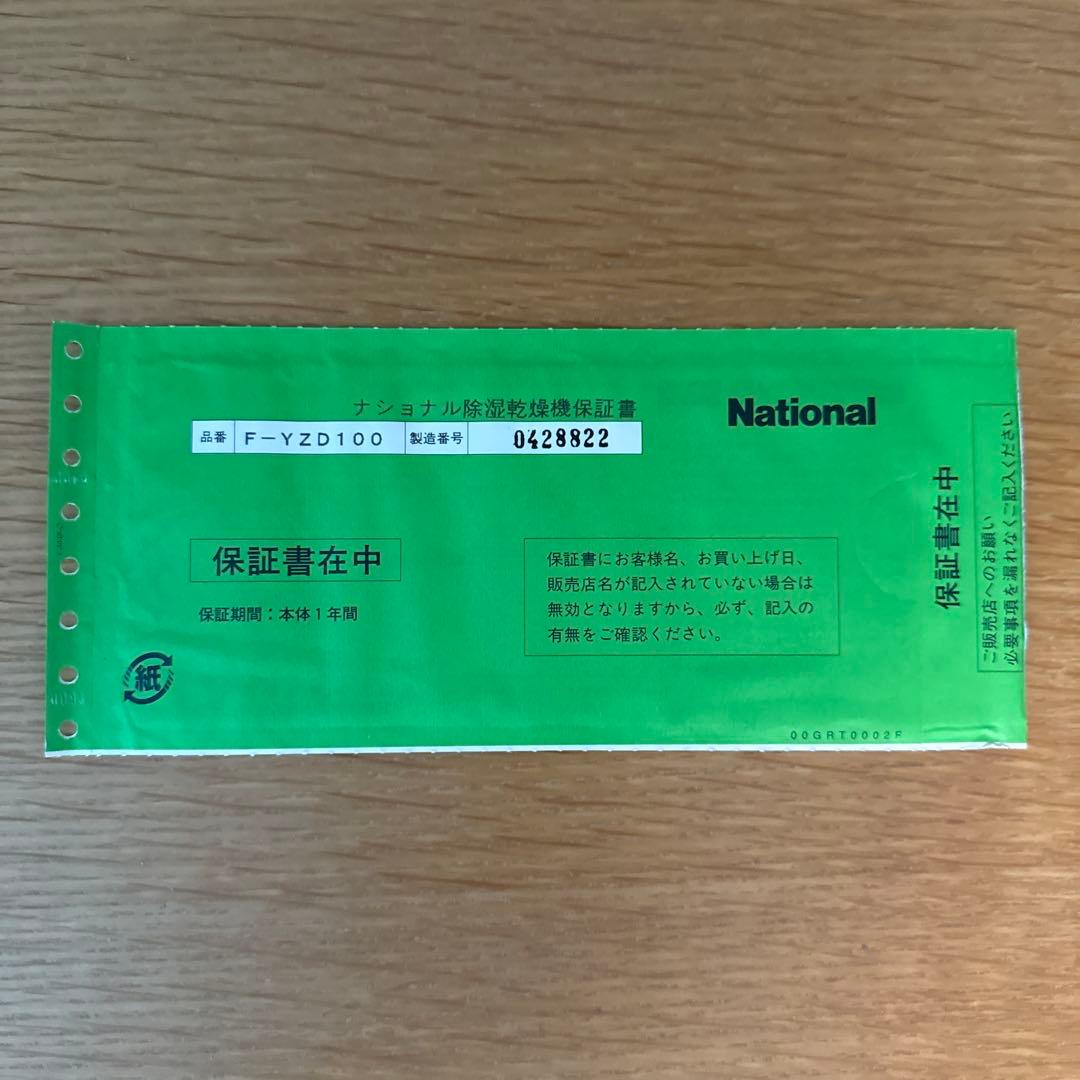 ナショナル除湿乾燥機保証書
National
品番 F－YZD100 製造番号 0428822
保証書在中
保証期間：本体1年間
保証書にお客様名、お買い上げ日、
販売店名が記入されていない場合は
無効となりますから、必ず、記入の
有無をご確認ください。
紙
00GRT0002F
保証書在中
ご販売店へのお願い
必要事項を漏れなくご記入ください